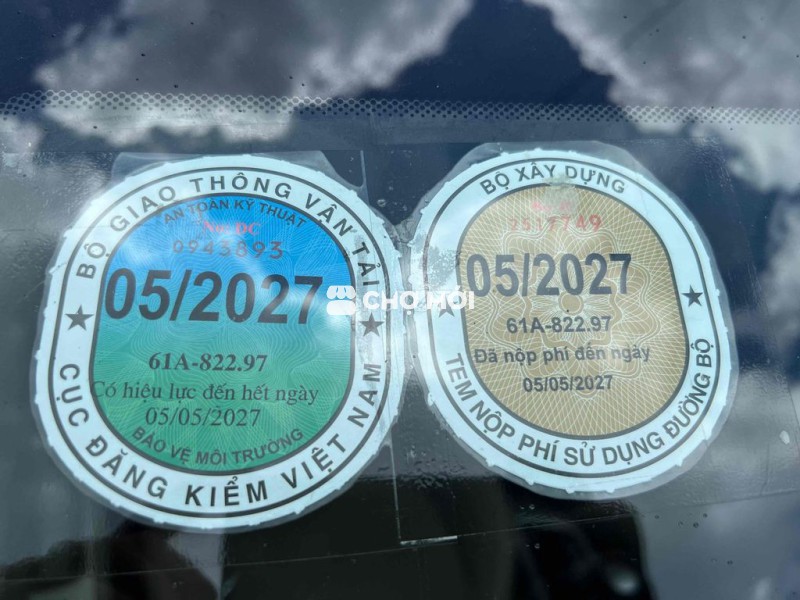 BỘ GIAO THÔNG VẬN TẢI
AN TOÀN KỸ THUẬT
0943893
05/2027
61A-822.97
Có hiệu lực đến hết ngày
05/05/2027
BẢO VỆ MÔI TRƯỜNG
CỤC ĐĂNG KIỂM VIỆT NAM
CHỢ TỐT
BỘ XÂY DỰNG
2517749
05/2027
61A-822.97
Đã nộp phí đến ngày
05/05/2027
TEM NỘP PHÍ SỬ DỤNG ĐƯỜNG BỘ